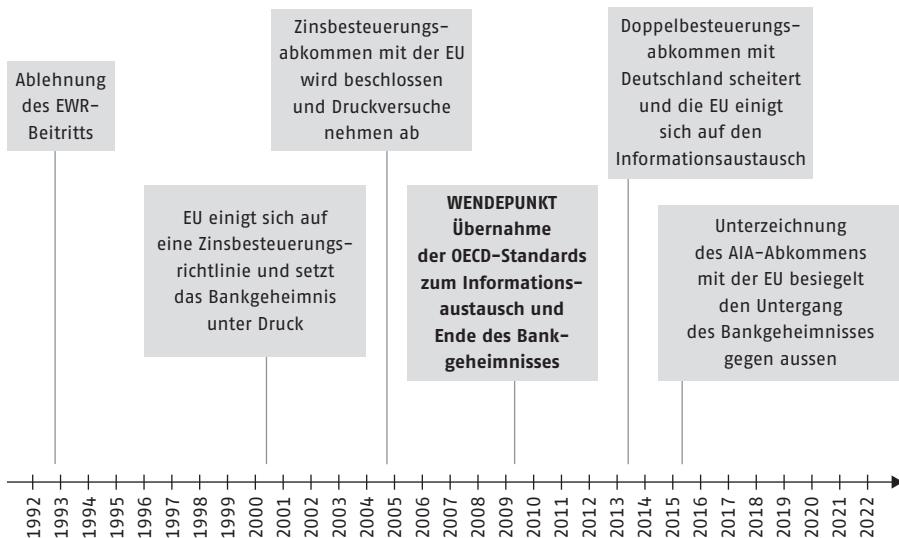 Ablehnung
des EWR-
Beitritts
Zinsbesteuerungs-
abkommen mit der EU
wird beschlossen
und Druckversuche
nehmen ab
Doppelbesteuerungs-
abkommen mit
Deutschland scheitert
und die EU einigt
sich auf den
Informationsaustausch
EU einigt sich auf
eine Zinsbesteuerungs-
richtlinie und setzt
das Bankgeheimnis
unter Druck
WENDEPUNKT
Übernahme
der OECD-Standards
zum Informations-
austausch und
Ende des Bank-
geheimnisses
Unterzeichnung
des AIA-Abkommens
mit der EU besiegelt
den Untergang
des Bankgeheimnisses
gegen aussen
1992
1993
1994
1995
1996
1997
1998
1999
2000
2001
2002
2003
2004
2005
2006
2007
2008
2009
2010
2011
2012
2013
2014
2015
2016
2017
2018
2019
2020
2021
2022